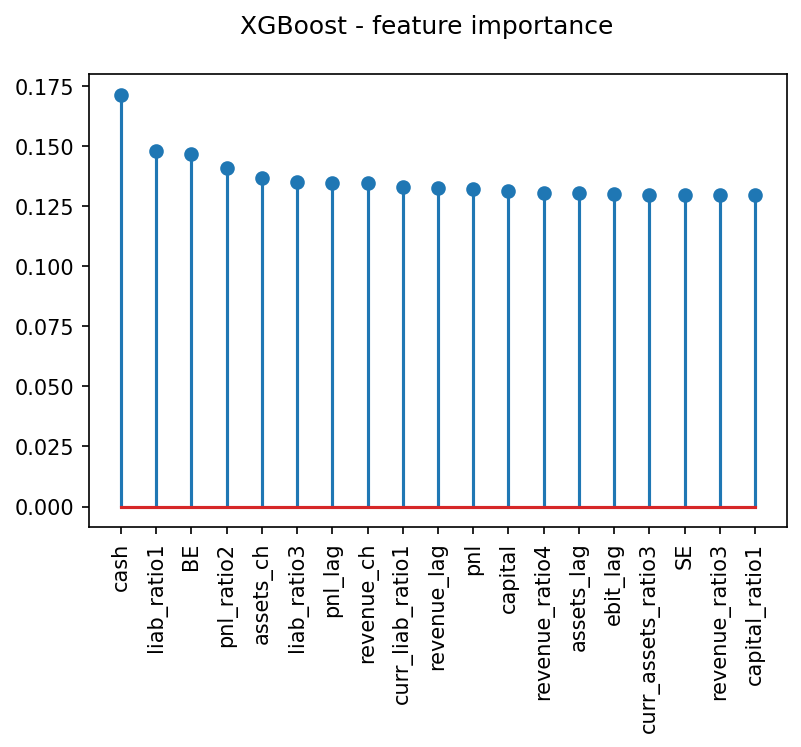 XGBoost - feature importance
0.175
0.150
0.125
0.100
0.075
0.050
0.025
0.000
cash
liab_ratio1
BE
pnl_ratio2
assets_ch
liab_ratio3
pnl_lag
revenue_ch
curr_liab_ratio1
revenue_lag
pnl
capital
revenue_ratio4
assets_lag
ebit_lag
curr_assets_ratio3
SE
revenue_ratio3
capital_ratio1